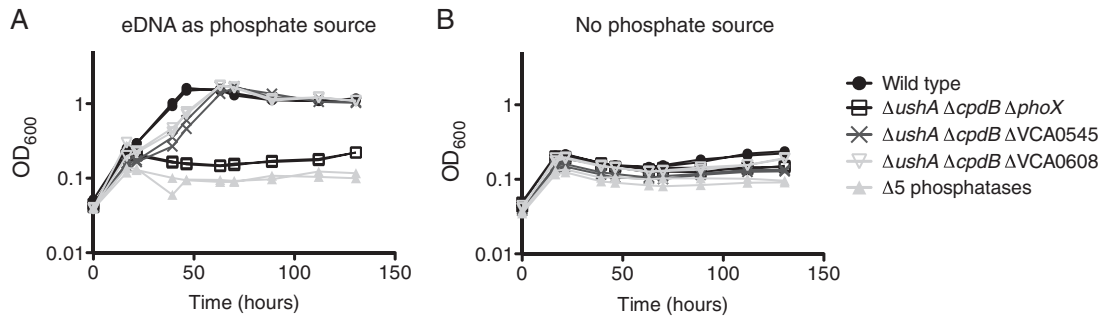 A
eDNA as phosphate source
OD600
1
0.1
0.01
0
50
100
150
Time (hours)
B
No phosphate source
OD600
1
0.1
0.01
0
50
100
150
Time (hours)
Wild type
ΔushA ΔcpdB ΔphoX
ΔushA ΔcpdB ΔVCA0545
ΔushA ΔcpdB ΔVCA0608
Δ5 phosphatases